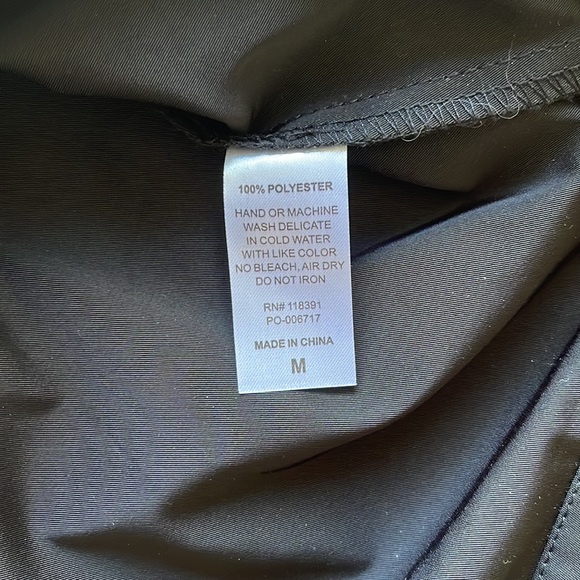 100% POLYESTER
HAND OR MACHINE
WASH DELICATE
IN COLD WATER
WITH LIKE COLOR
NO BLEACH, AIR DRY
DO NOT IRON
RN# 118391
PO-006717
MADE IN CHINA
M